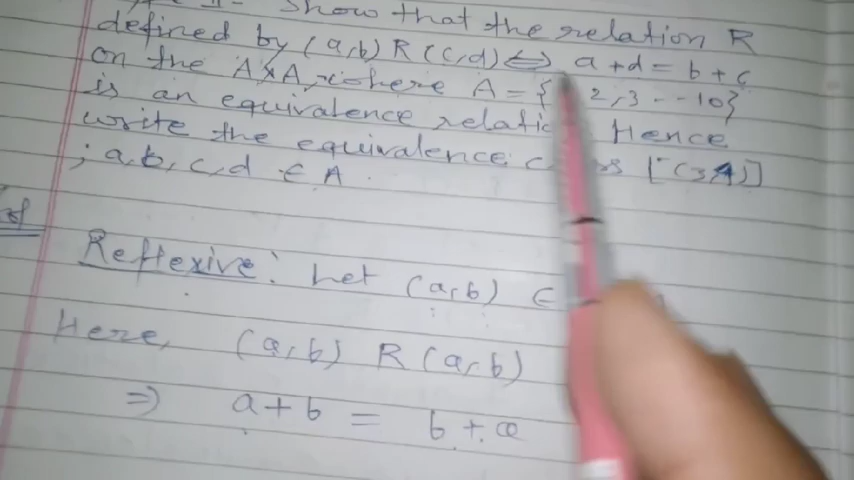 Show that the relation R
defined by (a,b) R (c,d) ⇔ a+d = b+c
on the A×A, where A = { 2,3 - - 10}
is an equivalence Hence
write the equivalence [(3,4)]
; a,b,c,d ∈ A.
Reflexive: Let (a,b) ∈
Here, (a,b) R (a,b)
⇒ a+b = b+a